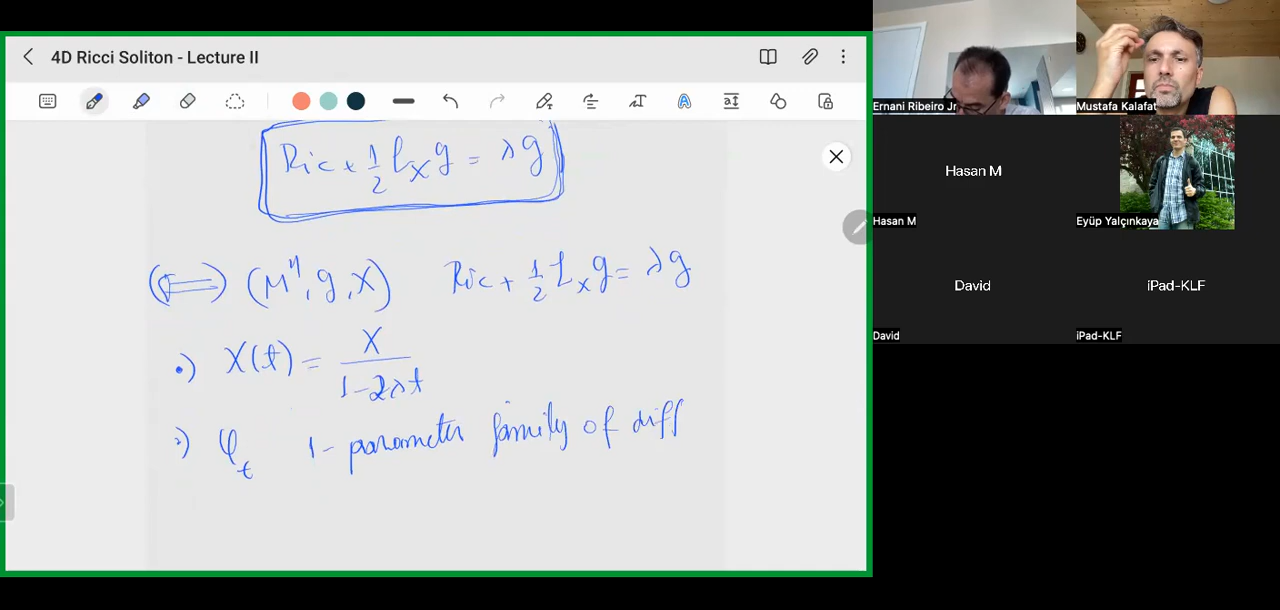 4D Ricci Soliton - Lecture II
Ric + 1/2 L_X g = λg
(⇐) (Mⁿ, g, X) Ric + 1/2 L_X g = λg
•) X(t) = X / (1-2λt)
•) φ_t 1-parameter family of diff
Ernani Ribeiro Jr
Mustafa Kalafat
Hasan M
Hasan M
Eyüp Yalçınkaya
David
David
iPad-KLF
iPad-KLF